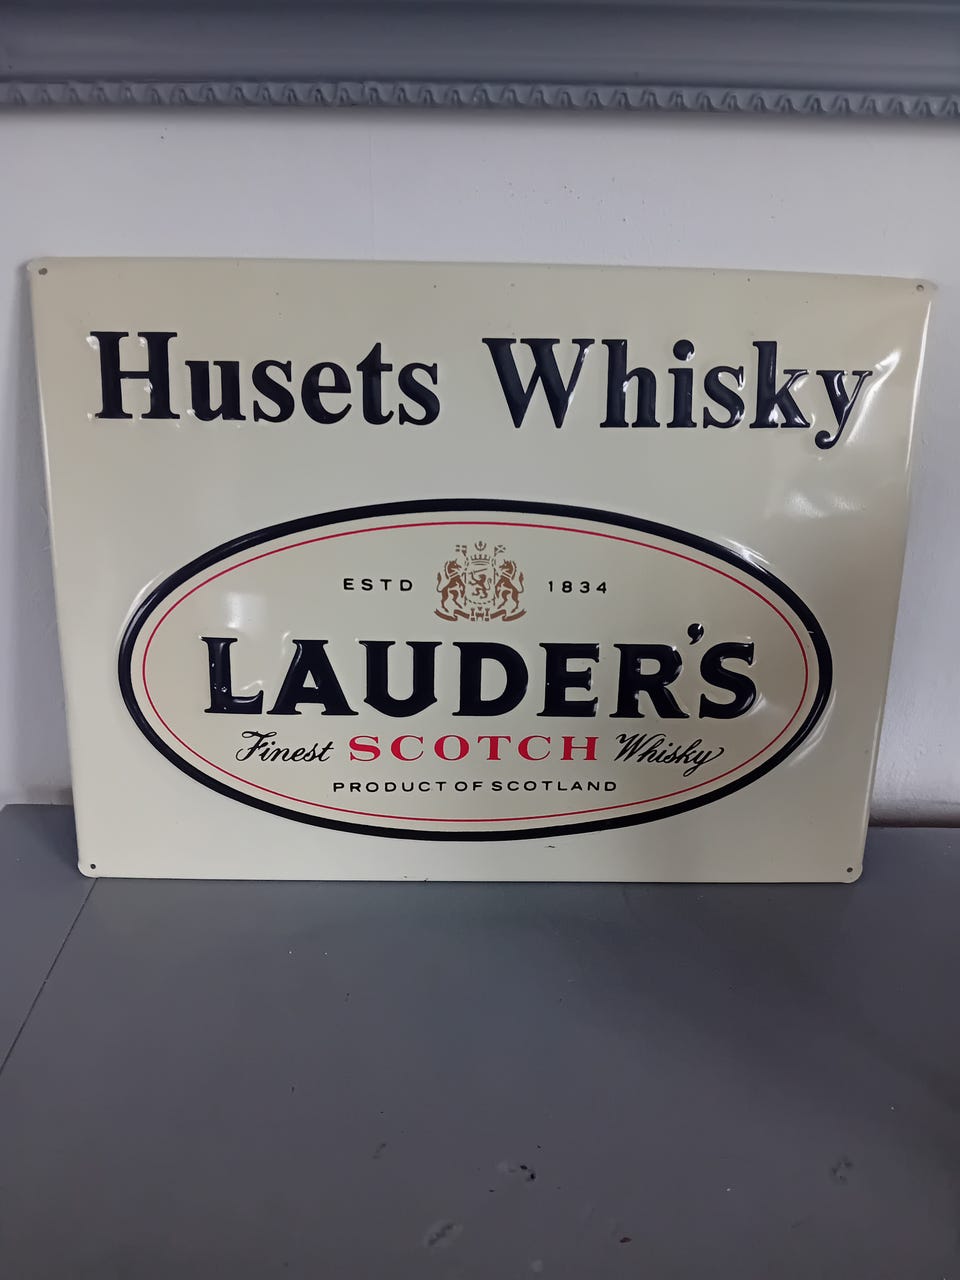 Husets Whisky
ESTD 1834
LAUDER'S
Finest SCOTCH Whisky
PRODUCT OF SCOTLAND